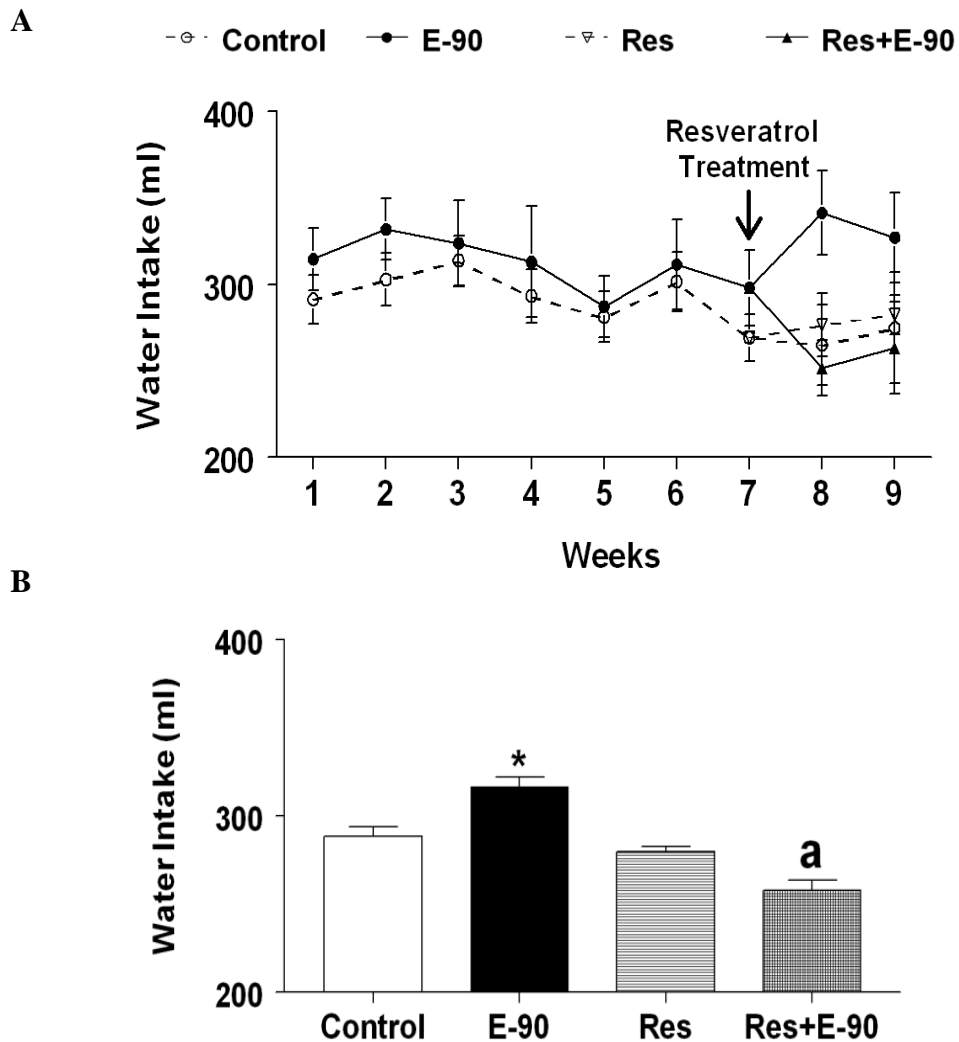 A
Control E-90 Res Res+E-90
400
Resveratrol
Treatment
300
200
Water Intake (ml)
1 2 3 4 5 6 7 8 9
Weeks
B
400
300
200
Water Intake (ml)
*
a
Control E-90 Res Res+E-90